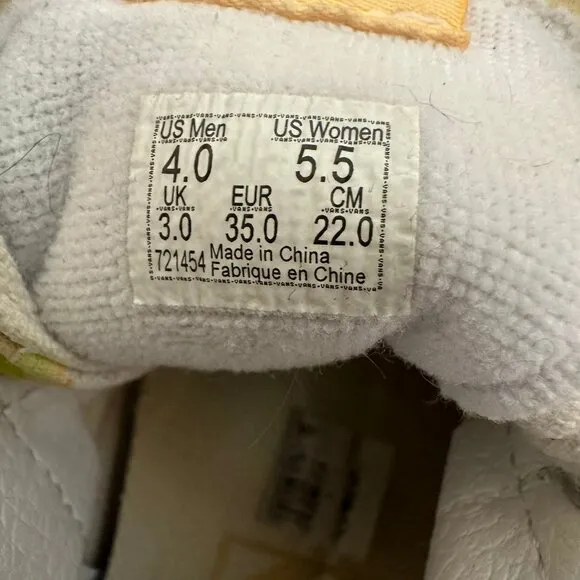 US Men US Women
4.0 5.5
UK EUR CM
3.0 35.0 22.0
721454 Made in China
Fabrique en Chine